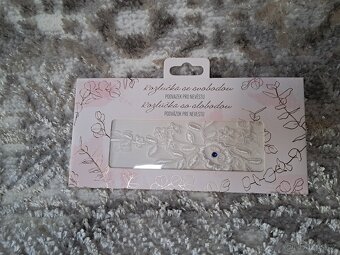 Rozlučka se svobodou
PODVAZEK PRO NEVĚSTU
Rozlúčka so slobodou
PODVÄZOK PRE NEVESTU